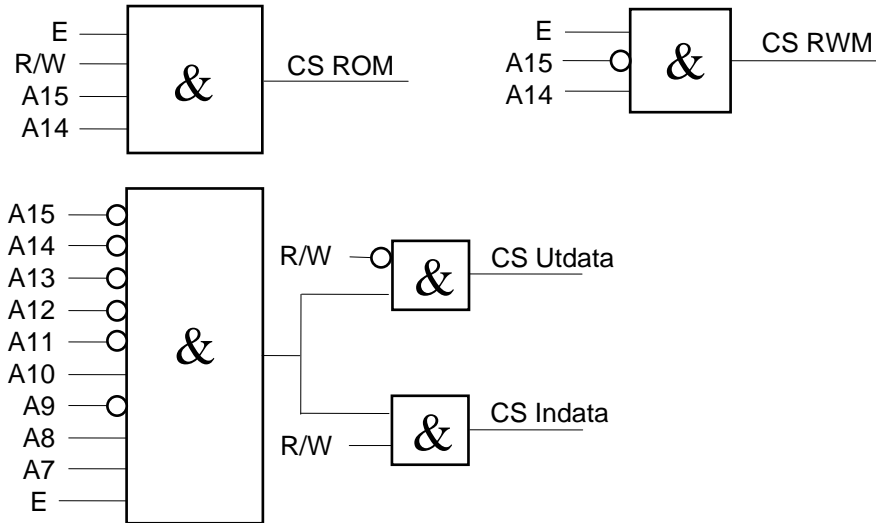 E
R/W
A15
A14
&
CS ROM
E
A15
A14
&
CS RWM
A15
A14
A13
A12
A11
A10
A9
A8
A7
E
&
R/W
&
CS Utdata
R/W
&
CS Indata